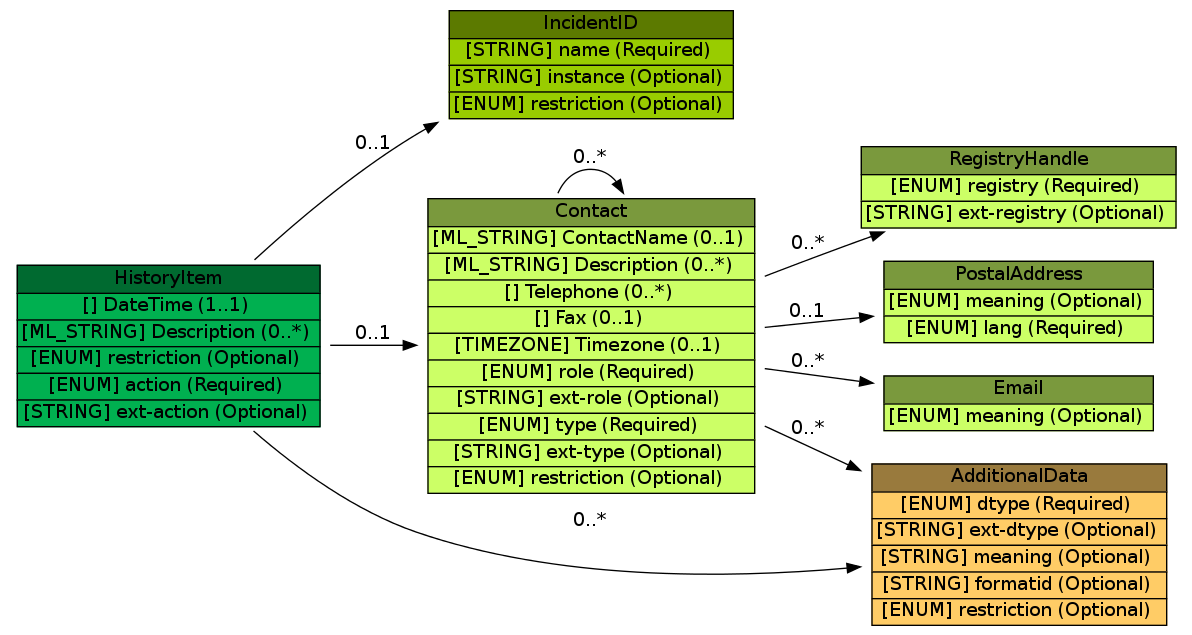 IncidentID
[STRING] name (Required)
[STRING] instance (Optional)
[ENUM] restriction (Optional)
0..1
0..*
HistoryItem
[] DateTime (1..1)
[ML_STRING] Description (0..*)
[ENUM] restriction (Optional)
[ENUM] action (Required)
[STRING] ext-action (Optional)
0..1
Contact
[ML_STRING] ContactName (0..1)
[ML_STRING] Description (0..*)
[] Telephone (0..*)
[] Fax (0..1)
[TIMEZONE] Timezone (0..1)
[ENUM] role (Required)
[STRING] ext-role (Optional)
[ENUM] type (Required)
[STRING] ext-type (Optional)
[ENUM] restriction (Optional)
0..*
0..*
RegistryHandle
[ENUM] registry (Required)
[STRING] ext-registry (Optional)
0..1
PostalAddress
[ENUM] meaning (Optional)
[ENUM] lang (Required)
0..*
Email
[ENUM] meaning (Optional)
0..*
AdditionalData
[ENUM] dtype (Required)
[STRING] ext-dtype (Optional)
[STRING] meaning (Optional)
[STRING] formatid (Optional)
[ENUM] restriction (Optional)